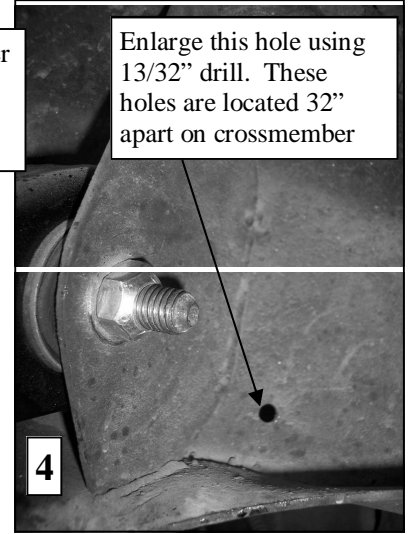 Enlarge this hole using
13/32” drill.  These
holes are located 32”
apart on crossmember
4